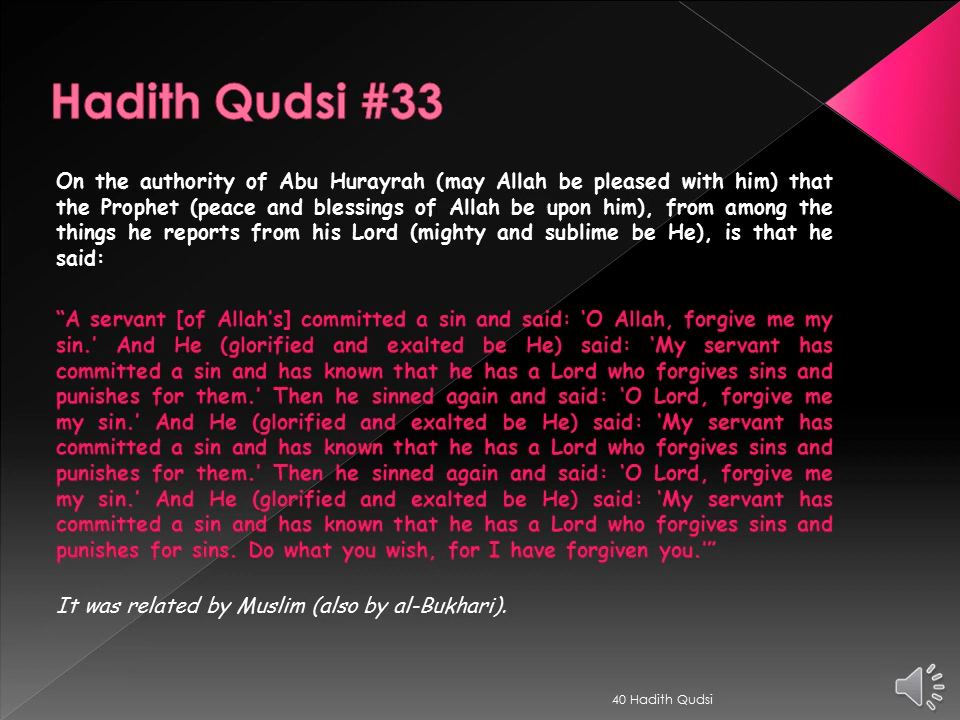 Hadith Qudsi #33
On the authority of Abu Hurayrah (may Allah be pleased with him) that
the Prophet (peace and blessings of Allah be upon him), from among the
things he reports from his Lord (mighty and sublime be He), is that he
said:
“A servant [of Allah’s] committed a sin and said: ‘O Allah, forgive me my
sin.’ And He (glorified and exalted be He) said: ‘My servant has
committed a sin and has known that he has a Lord who forgives sins and
punishes for them.’ Then he sinned again and said: ‘O Lord, forgive me
my sin.’ And He (glorified and exalted be He) said: ‘My servant has
committed a sin and has known that he has a Lord who forgives sins and
punishes for them.’ Then he sinned again and said: ‘O Lord, forgive me
my sin.’ And He (glorified and exalted be He) said: ‘My servant has
committed a sin and has known that he has a Lord who forgives sins and
punishes for sins. Do what you wish, for I have forgiven you.’”
It was related by Muslim (also by al-Bukhari).
40 Hadith Qudsi